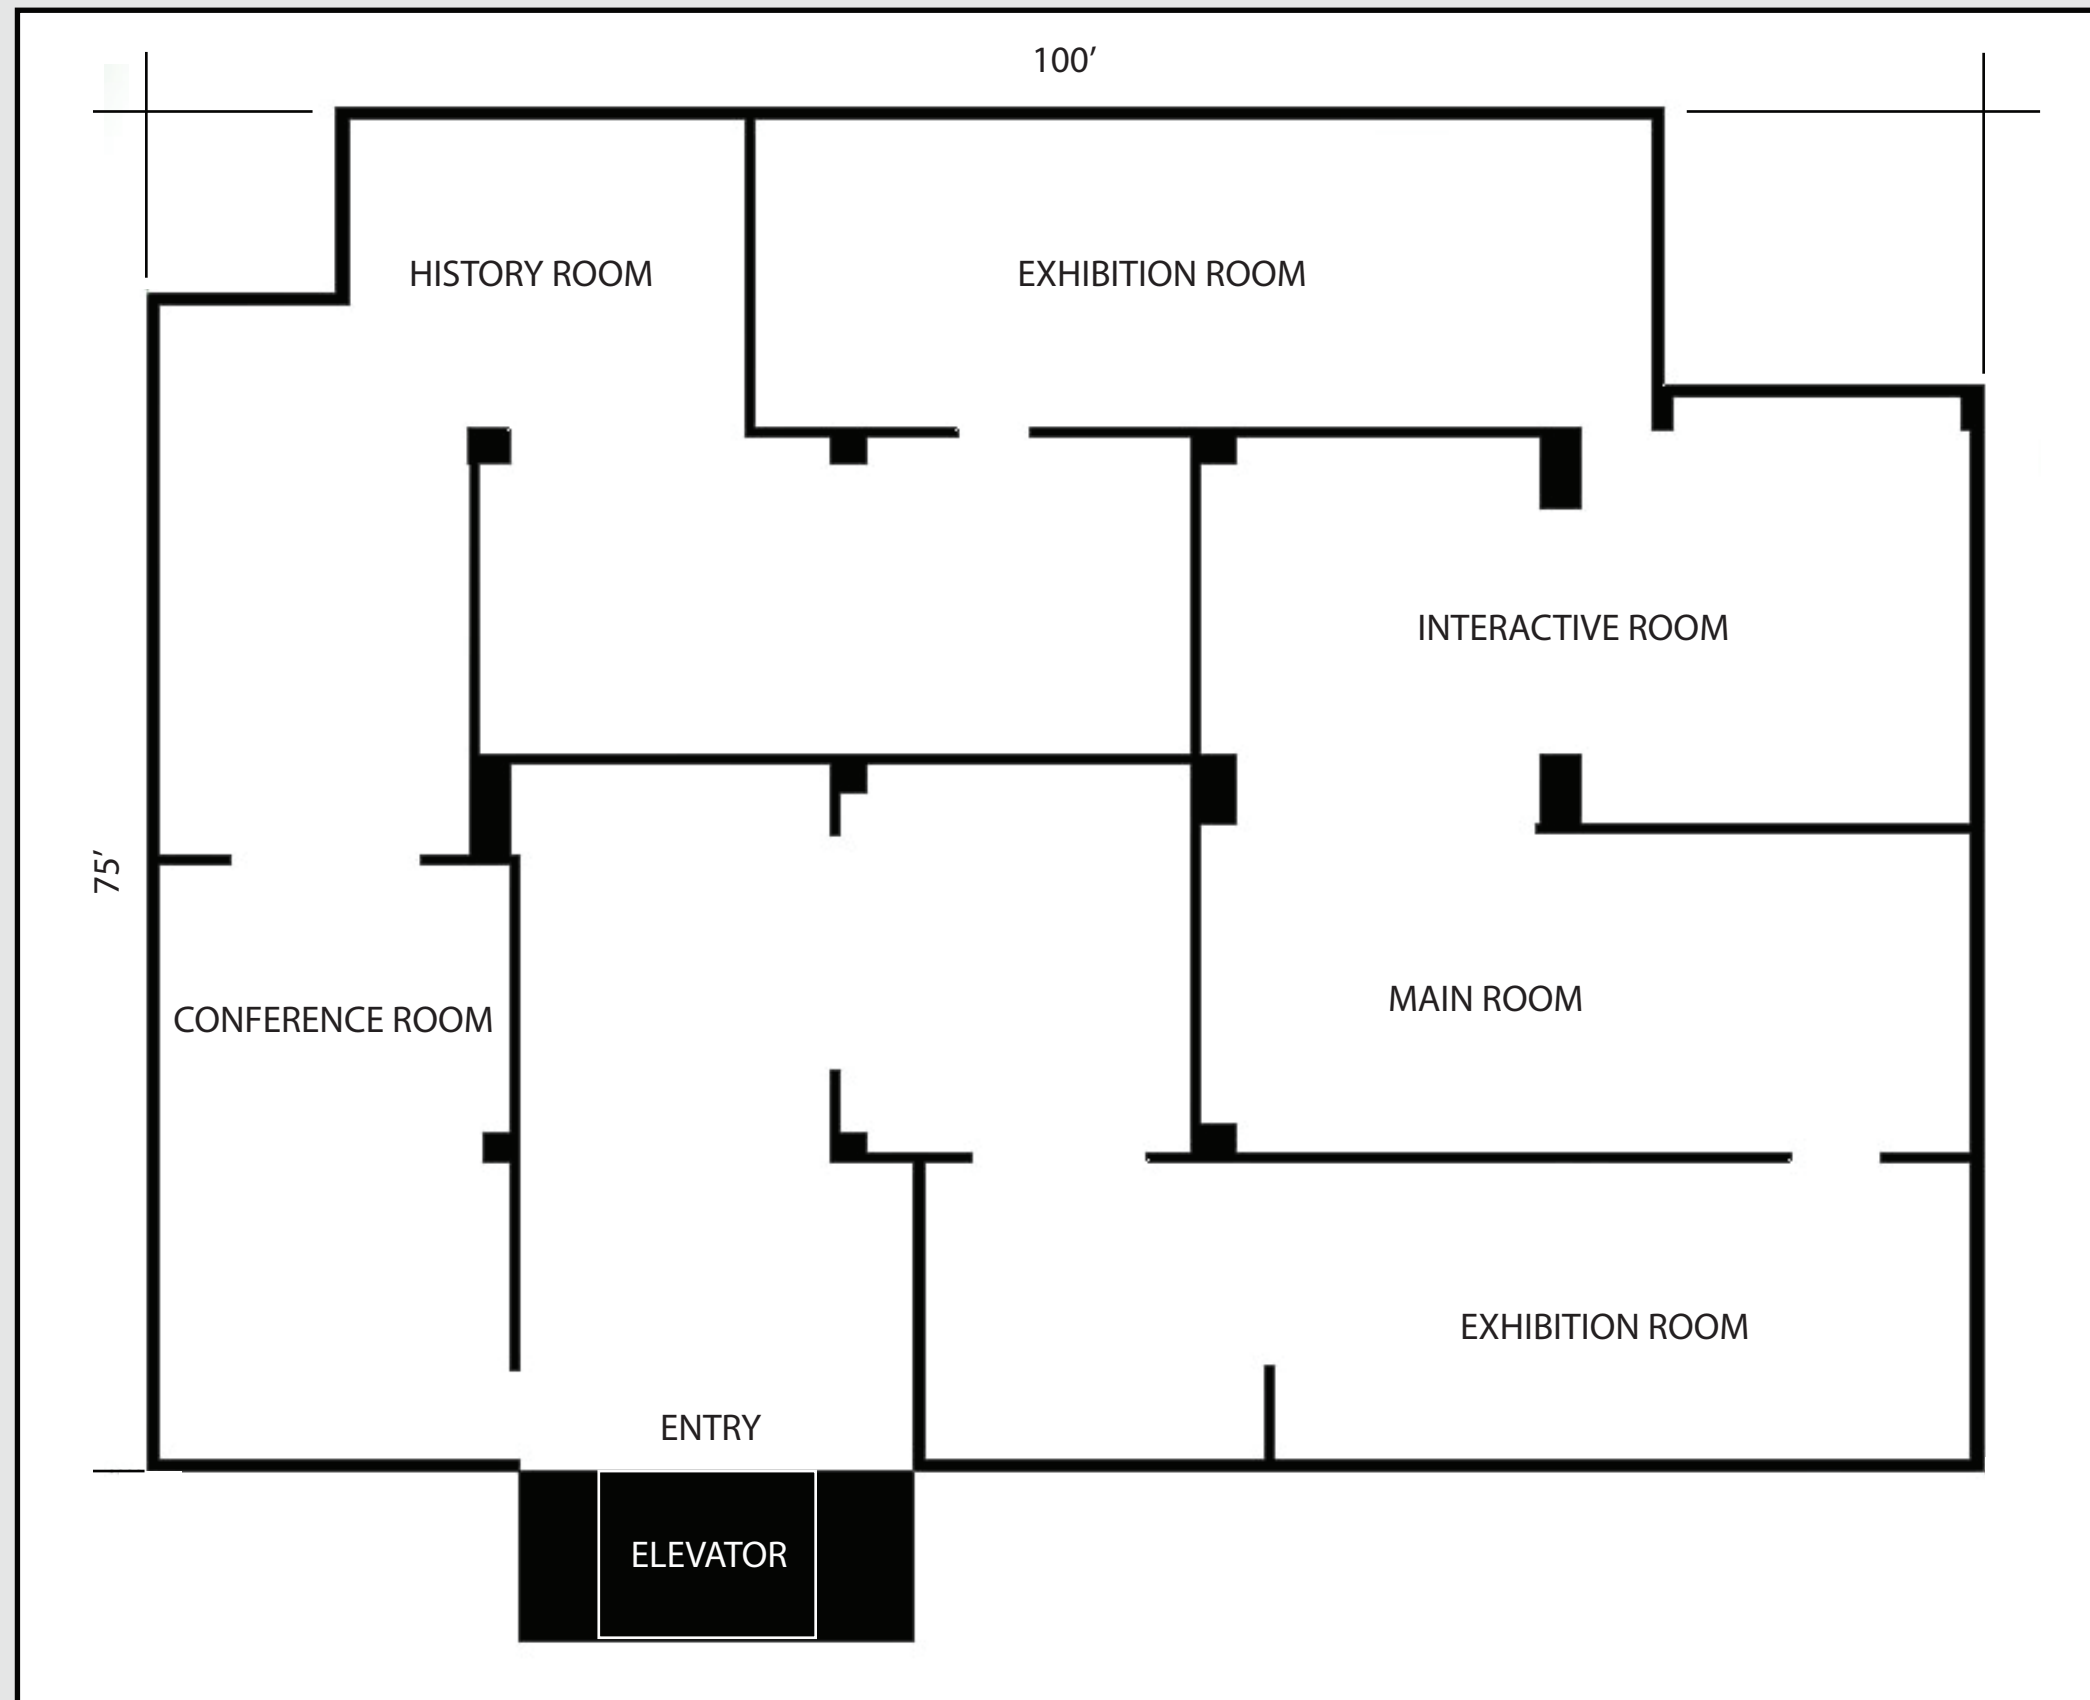 100’
HISTORY ROOM
EXHIBITION ROOM
INTERACTIVE ROOM
75’
CONFERENCE ROOM
MAIN ROOM
EXHIBITION ROOM
ENTRY
ELEVATOR